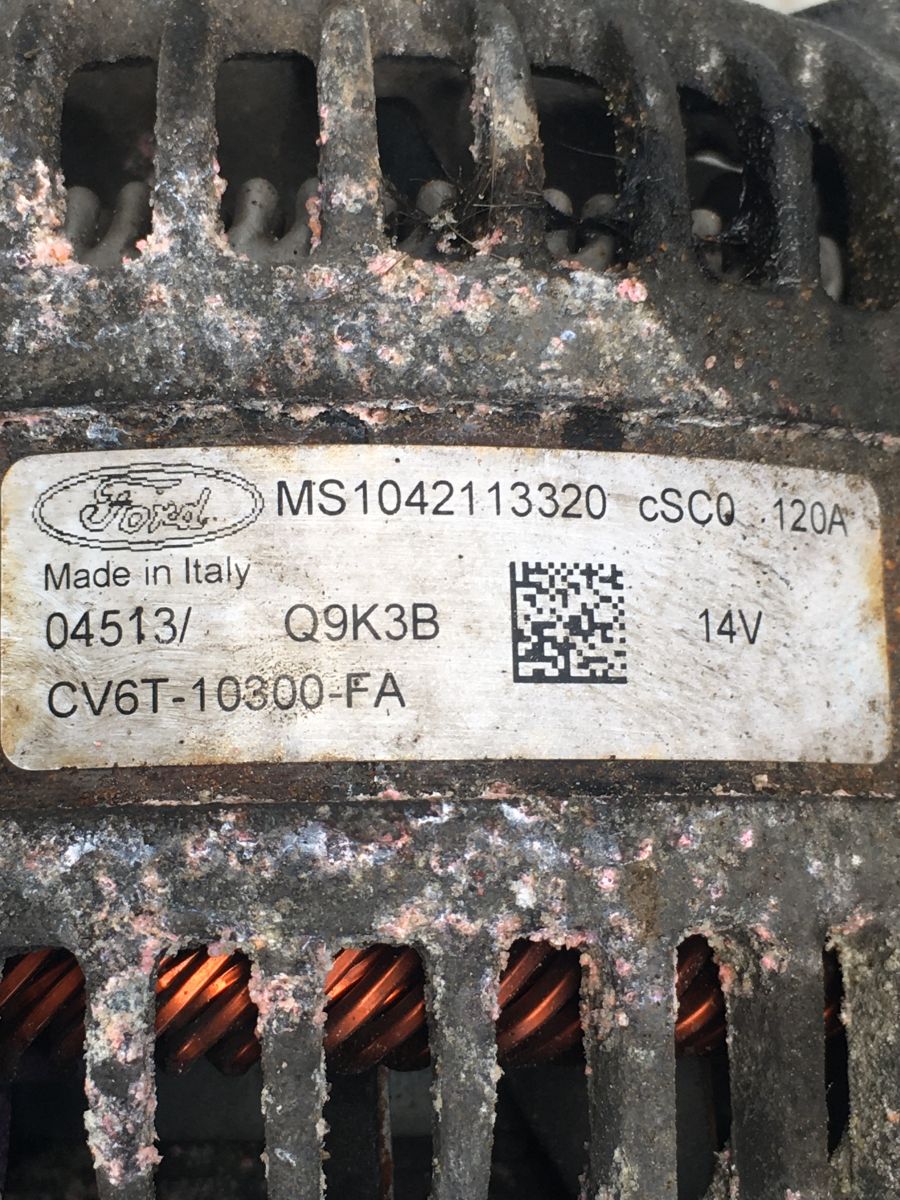 Ford MS1042113320 cSC0 120A
Made in Italy
04513/ Q9K3B 14V
CV6T-10300-FA